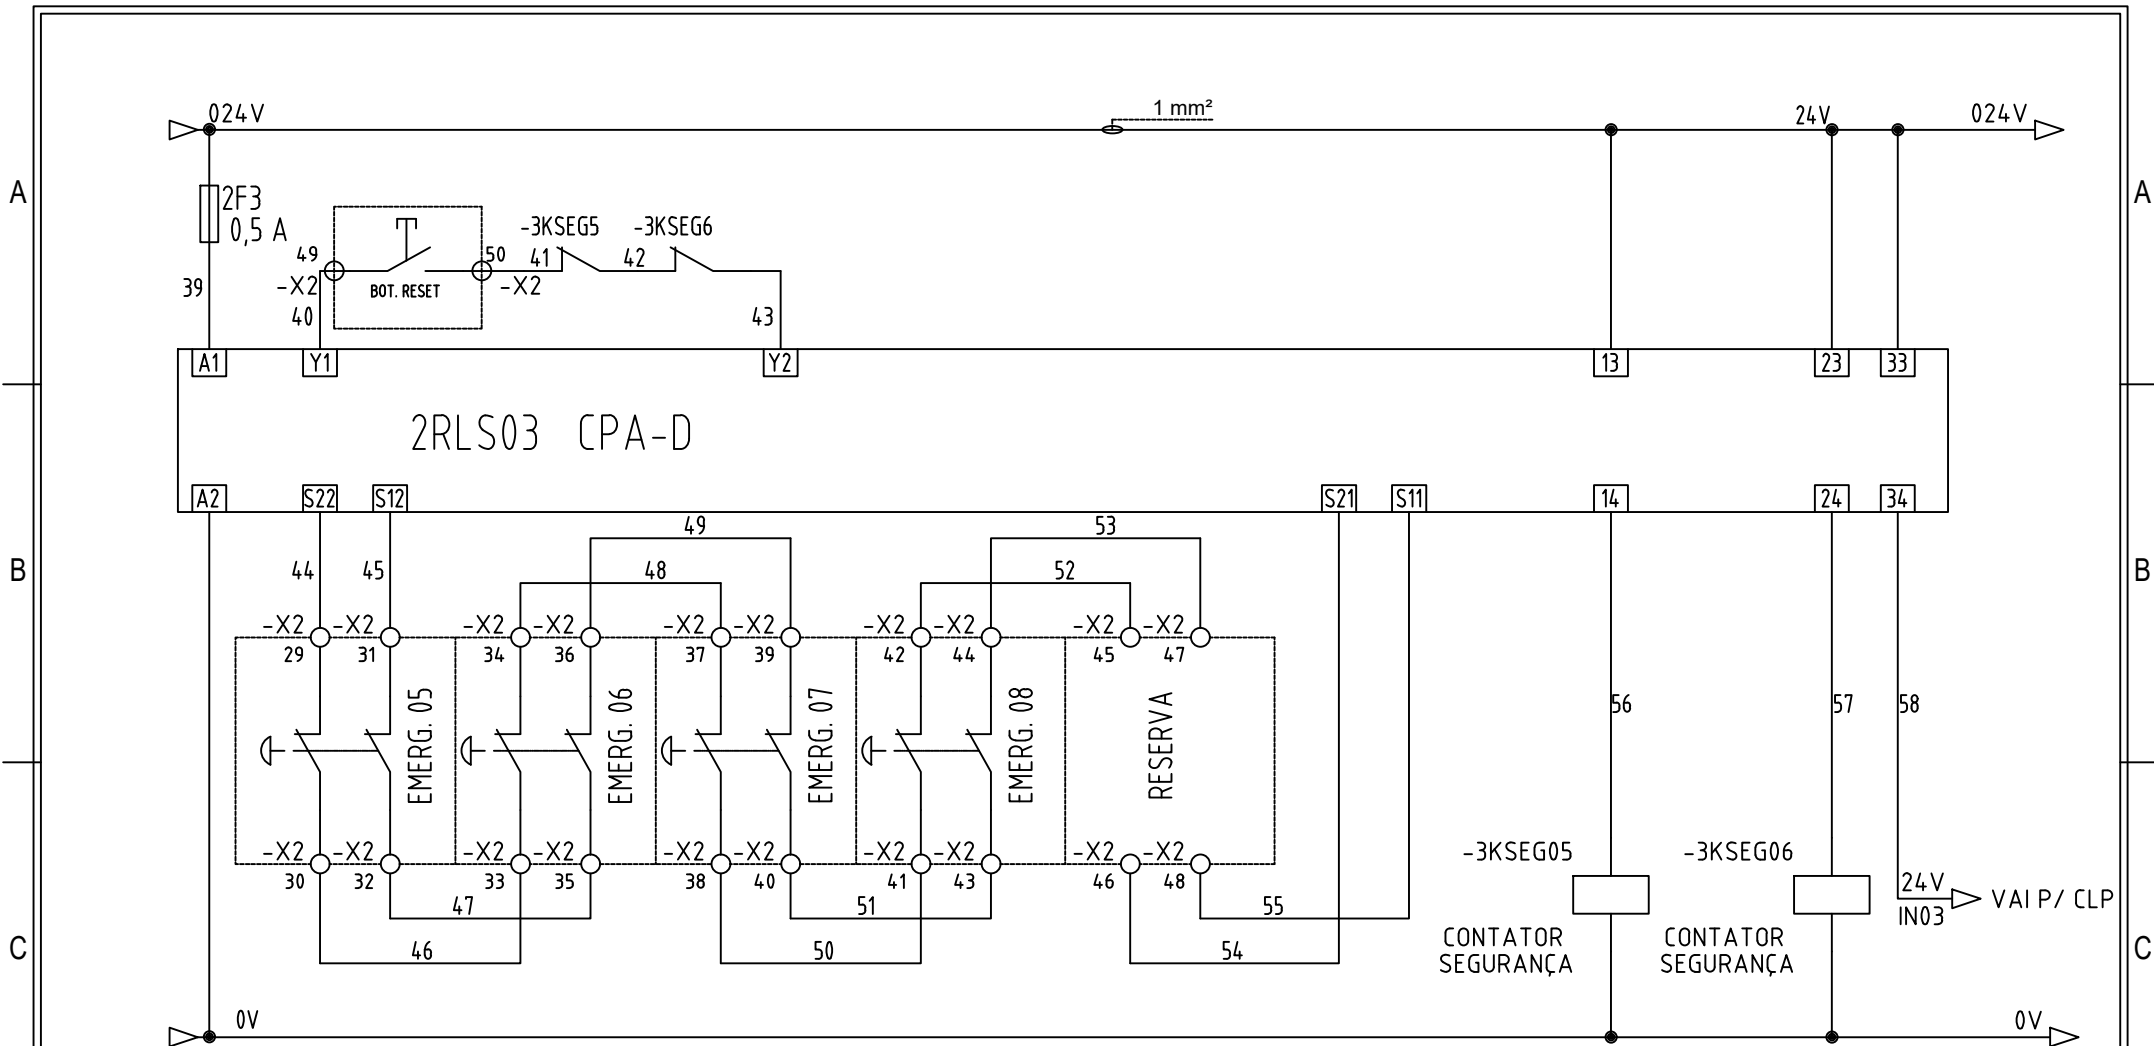 1 mm²
024V
24V
024V
A
A
2F3
0,5 A
-3KSEG5
-3KSEG6
49
50
41
42
-X2
BOT. RESET
-X2
39
40
43
A1
Y1
Y2
13
23
33
2RLS03 CPA-D
A2
S22
S12
S21
S11
14
24
34
49
53
B
44
45
48
52
B
-X2
-X2
-X2
-X2
-X2
-X2
-X2
-X2
-X2
-X2
29
31
34
36
37
39
42
44
45
47
EMERG. 05
EMERG. 06
EMERG. 07
EMERG. 08
RESERVA
56
57
58
-X2
-X2
-X2
-X2
-X2
-X2
-X2
-X2
-X2
-X2
-3KSEG05
-3KSEG06
30
32
33
35
38
40
41
43
46
48
24V
IN03
VAI P/ CLP
47
51
55
C
46
50
54
CONTATOR
SEGURANÇA
CONTATOR
SEGURANÇA
C
0V
0V